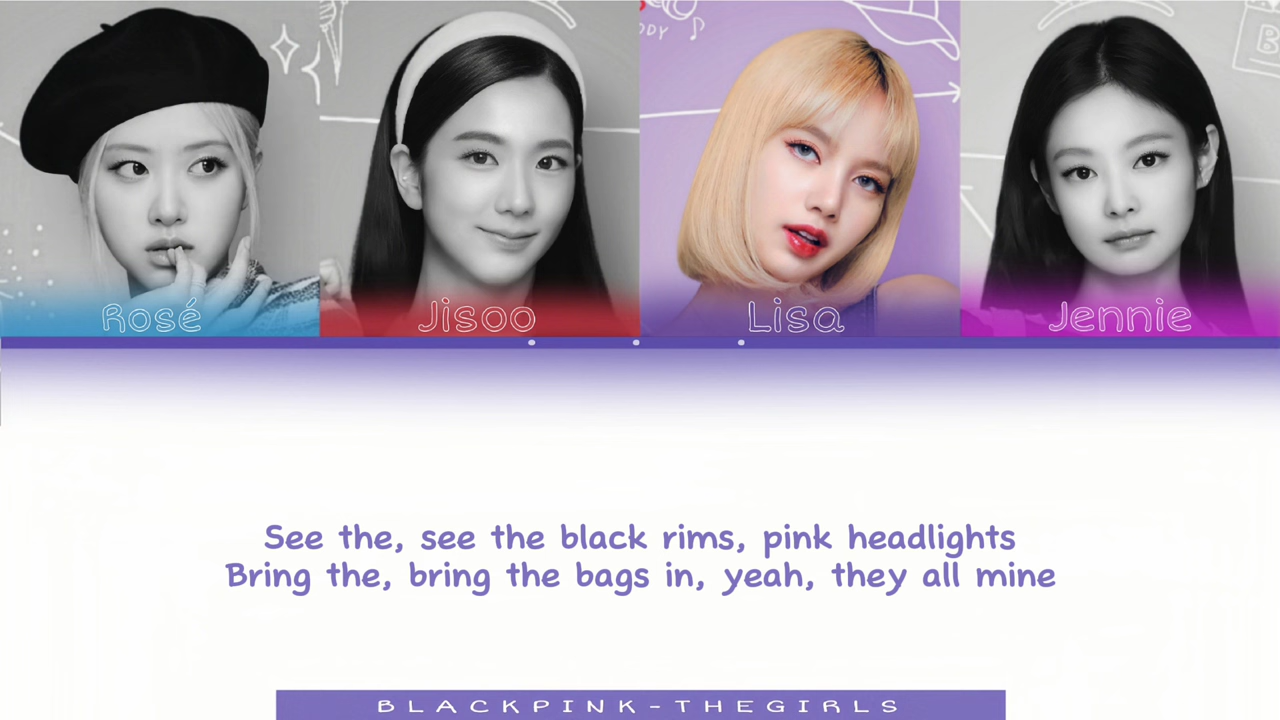 Rosé
Jisoo
Lisa
Jennie
See the, see the black rims, pink headlights
Bring the, bring the bags in, yeah, they all mine
BLACKPINK-THEGIRLS